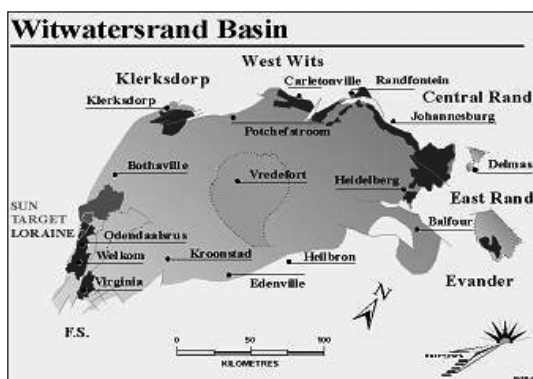 Witwatersrand Basin
West Wits
Klerksdorp
Carletonville
Randfontein
Klerksdorp
Central Rand
Johannesburg
Potchefstroom
Bothaville
Vredefort
Heidelberg
Delmas
East Rand
SUN
TARGET
LORAINE
Odendaalsrus
Balfour
Welkom
Kroonstad
Heilbron
Virginia
Edenville
Evander
N
F.S.
0 50 100
KILOMETRES